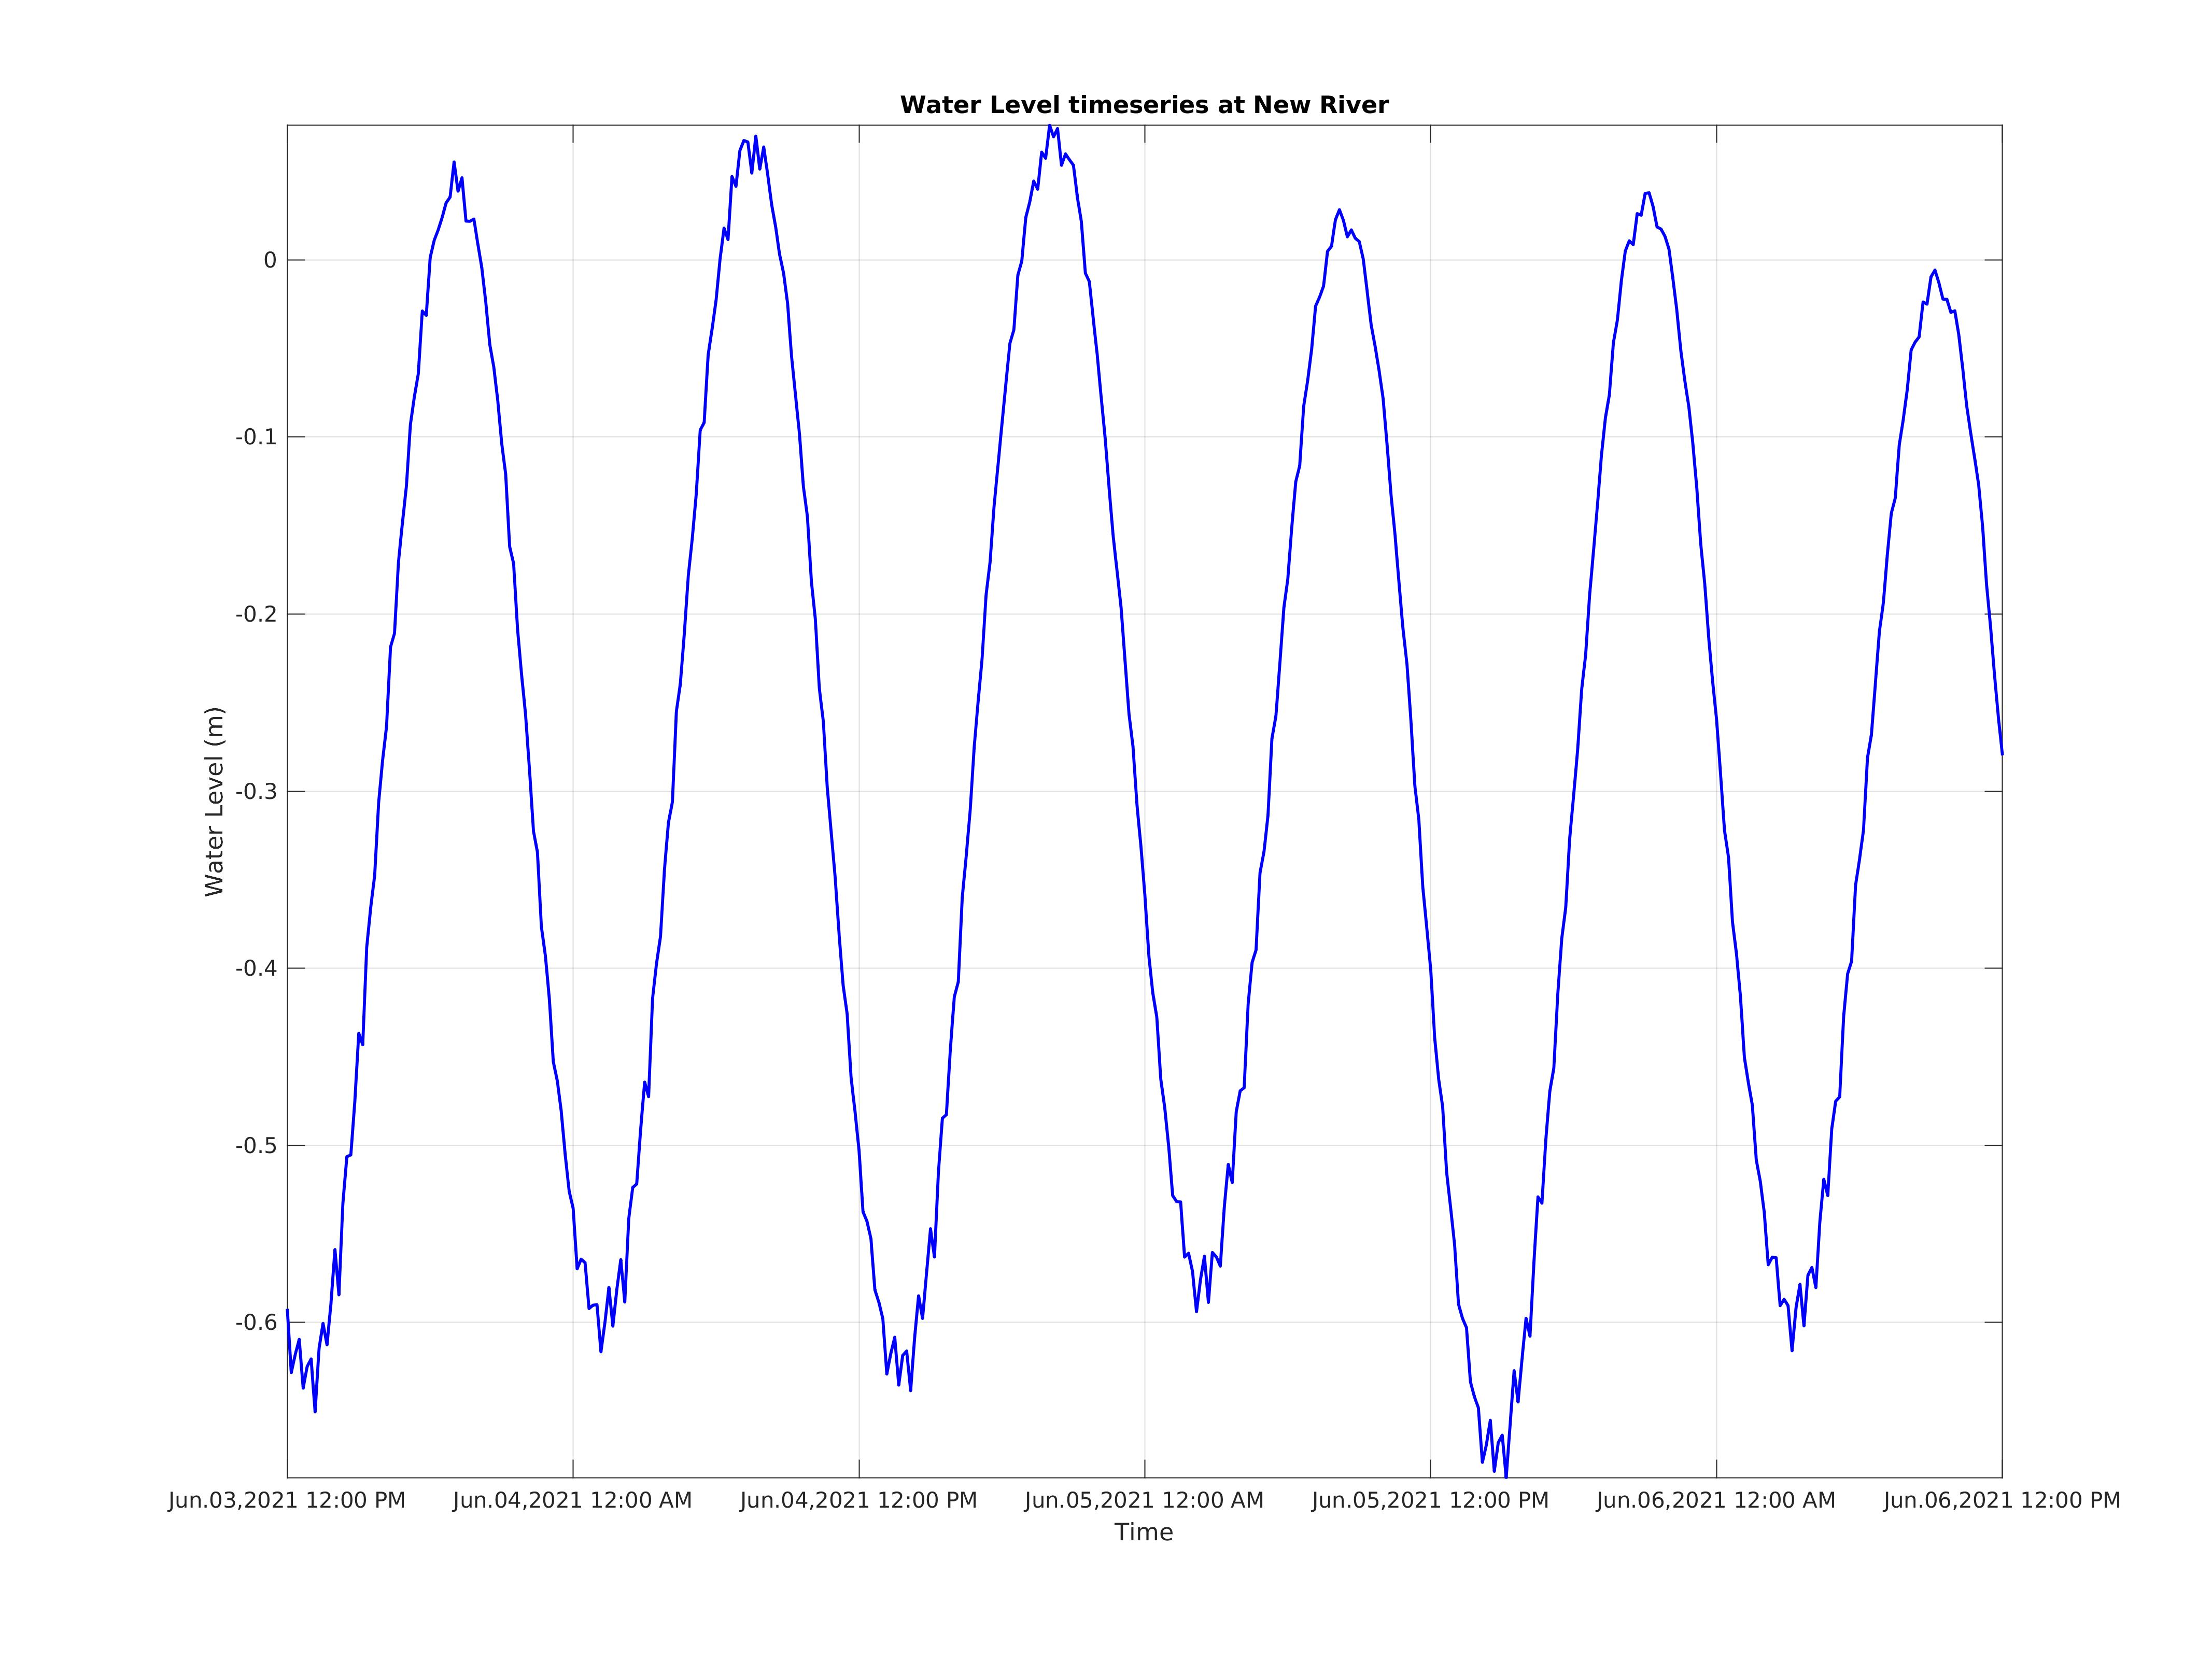 Water Level timeseries at New River
0
-0.1
-0.2
-0.3
-0.4
-0.5
-0.6
Water Level (m)
Jun.03,2021 12:00 PM Jun.04,2021 12:00 AM Jun.04,2021 12:00 PM Jun.05,2021 12:00 AM Jun.05,2021 12:00 PM Jun.06,2021 12:00 AM Jun.06,2021 12:00 PM
Time